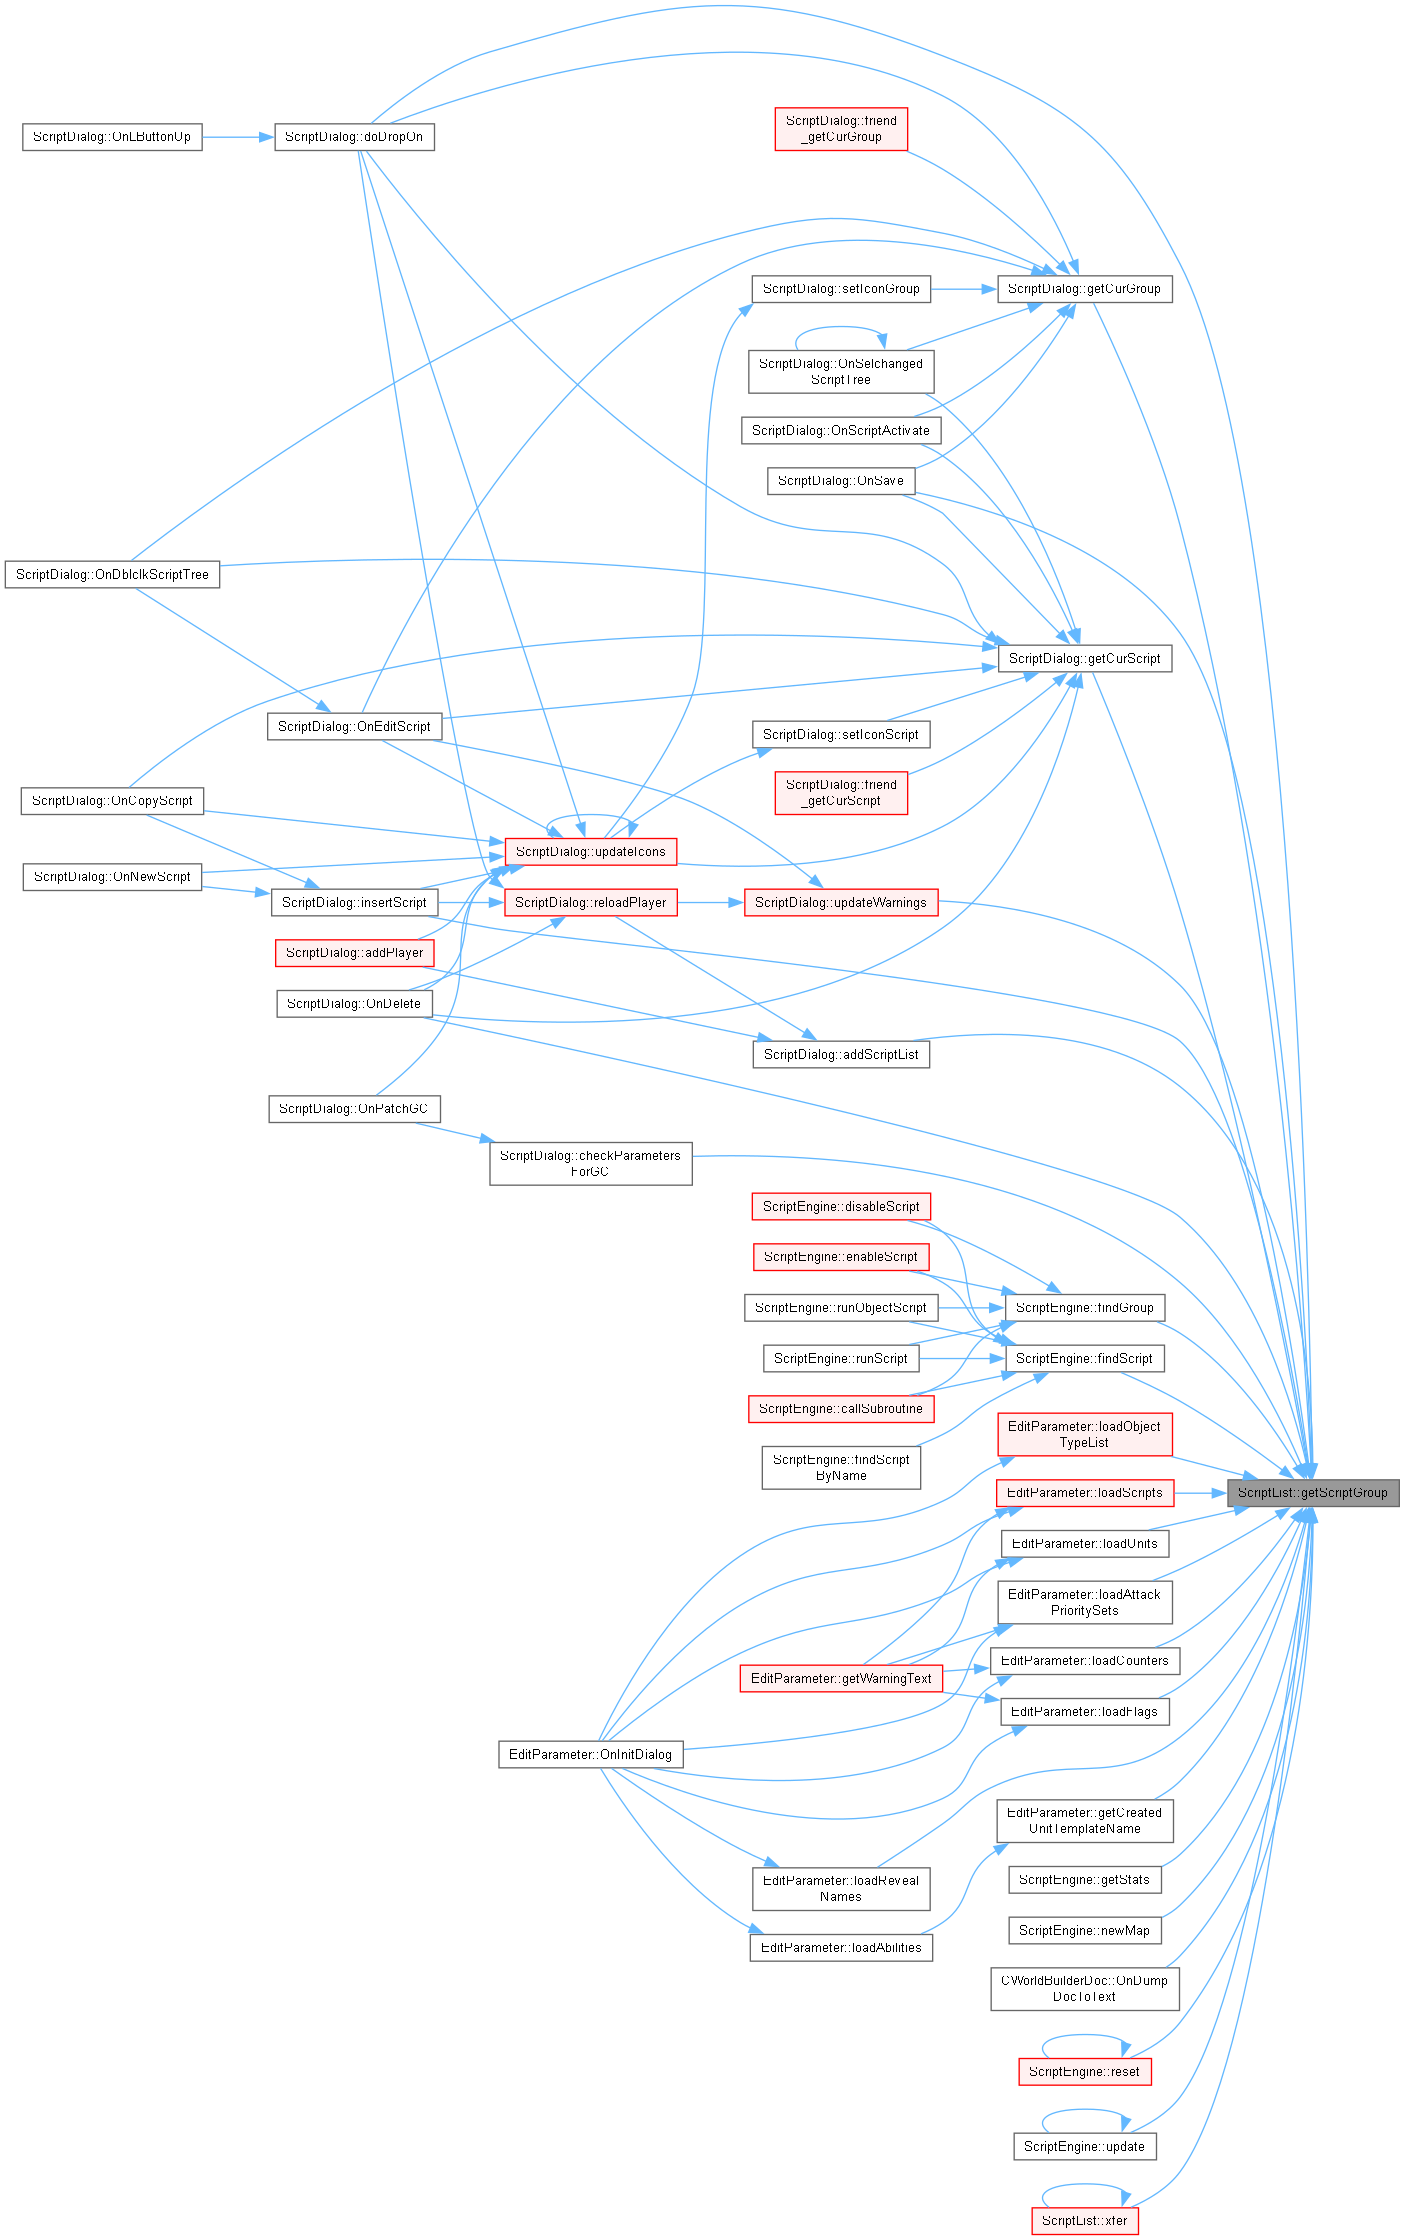 ScriptDialog::friend
_getCurGroup
ScriptDialog::OnLButtonUp
ScriptDialog::doDropOn
ScriptDialog::setIconGroup
ScriptDialog::getCurGroup
ScriptDialog::OnSelchanged
ScriptTree
ScriptDialog::OnScriptActivate
ScriptDialog::OnSave
ScriptDialog::OnDblclkScriptTree
ScriptDialog::getCurScript
ScriptDialog::OnEditScript
ScriptDialog::setIconScript
ScriptDialog::friend
_getCurScript
ScriptDialog::OnCopyScript
ScriptDialog::updateIcons
ScriptDialog::OnNewScript
ScriptDialog::insertScript
ScriptDialog::reloadPlayer
ScriptDialog::updateWarnings
ScriptDialog::addPlayer
ScriptDialog::OnDelete
ScriptDialog::addScriptList
ScriptDialog::OnPatchGC
ScriptDialog::checkParameters
ForGC
ScriptEngine::disableScript
ScriptEngine::enableScript
ScriptEngine::runObjectScript
ScriptEngine::findGroup
ScriptEngine::runScript
ScriptEngine::findScript
ScriptEngine::callSubroutine
EditParameter::loadObject
TypeList
ScriptEngine::findScript
ByName
EditParameter::loadScripts
ScriptList::getScriptGroup
EditParameter::loadUnits
EditParameter::loadAttack
PrioritySets
EditParameter::loadCounters
EditParameter::getWarningText
EditParameter::loadFlags
EditParameter::OnInitDialog
EditParameter::getCreated
UnitTemplateName
EditParameter::loadReveal
Names
ScriptEngine::getStats
ScriptEngine::newMap
EditParameter::loadAbilities
CWorldBuilderDoc::OnDump
DocToText
ScriptEngine::reset
ScriptEngine::update
ScriptList::xfer